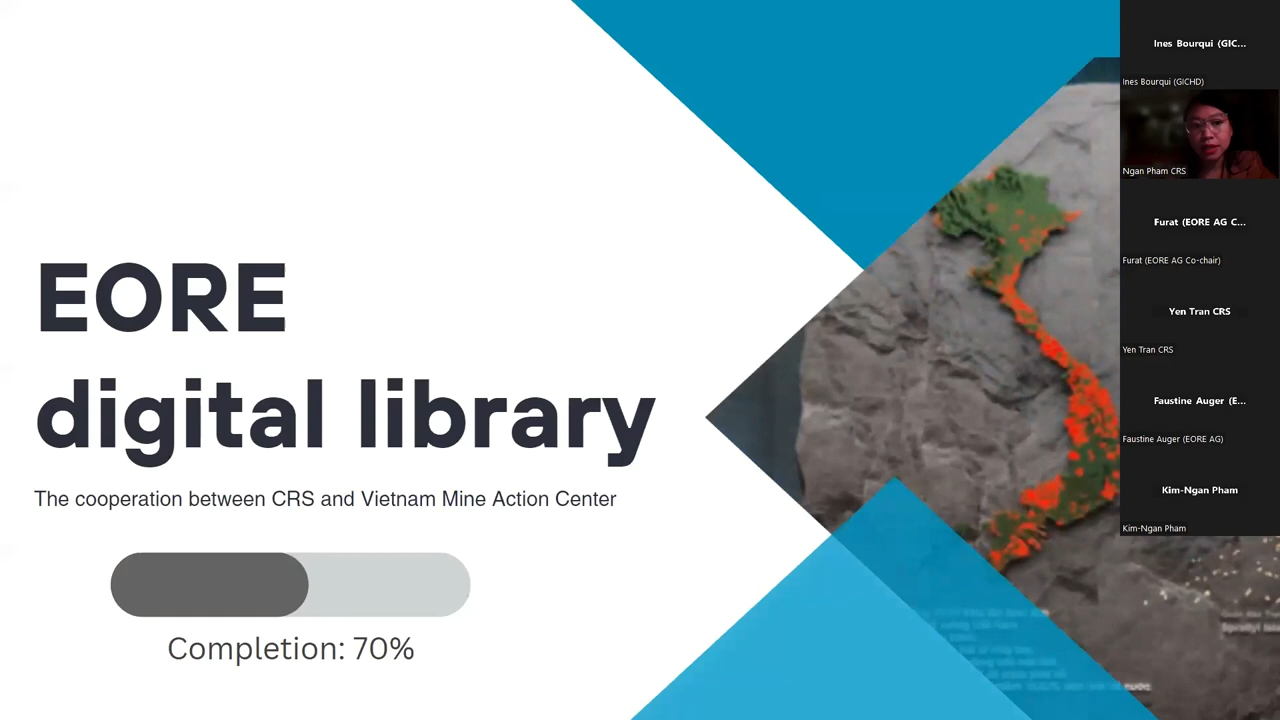 EORE
digital library
The cooperation between CRS and Vietnam Mine Action Center
Completion: 70%
Ines Bourqui (GIC...
Ines Bourqui (GICHD)
Ngan Pham CRS
Furat (EORE AG C...
Furat (EORE AG Co-chair)
Yen Tran CRS
Yen Tran CRS
Faustine Auger (E...
Faustine Auger (EORE AG)
Kim-Ngan Pham
Kim-Ngan Pham